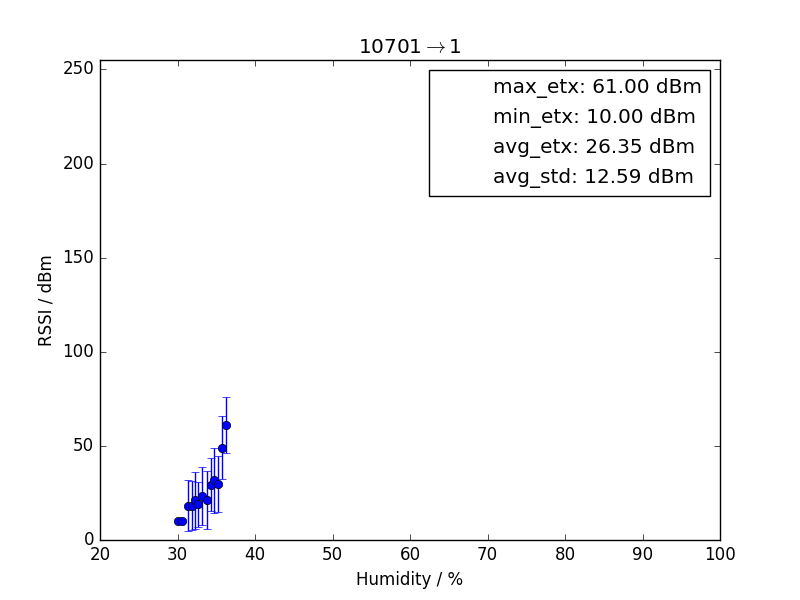 10701→1
max_etx: 61.00 dBm
min_etx: 10.00 dBm
avg_etx: 26.35 dBm
avg_std: 12.59 dBm
250
200
150
100
50
0
RSSI / dBm
20 30 40 50 60 70 80 90 100
Humidity / %